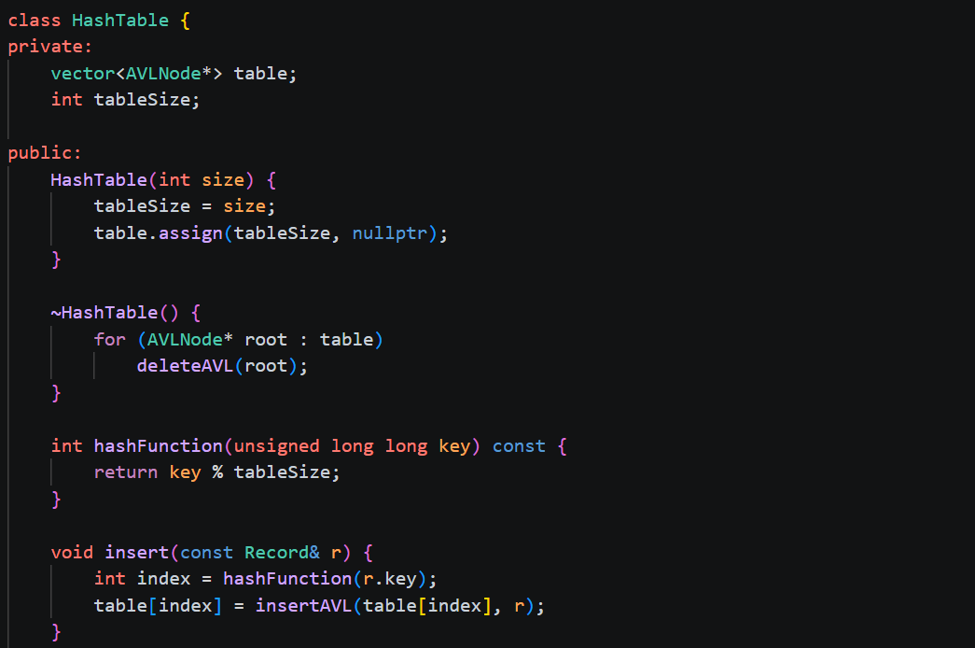 class HashTable {
private:
    vector<AVLNode*> table;
    int tableSize;

public:
    HashTable(int size) {
        tableSize = size;
        table.assign(tableSize, nullptr);
    }

    ~HashTable() {
        for (AVLNode* root : table)
            deleteAVL(root);
    }

    int hashFunction(unsigned long long key) const {
        return key % tableSize;
    }

    void insert(const Record& r) {
        int index = hashFunction(r.key);
        table[index] = insertAVL(table[index], r);
    }